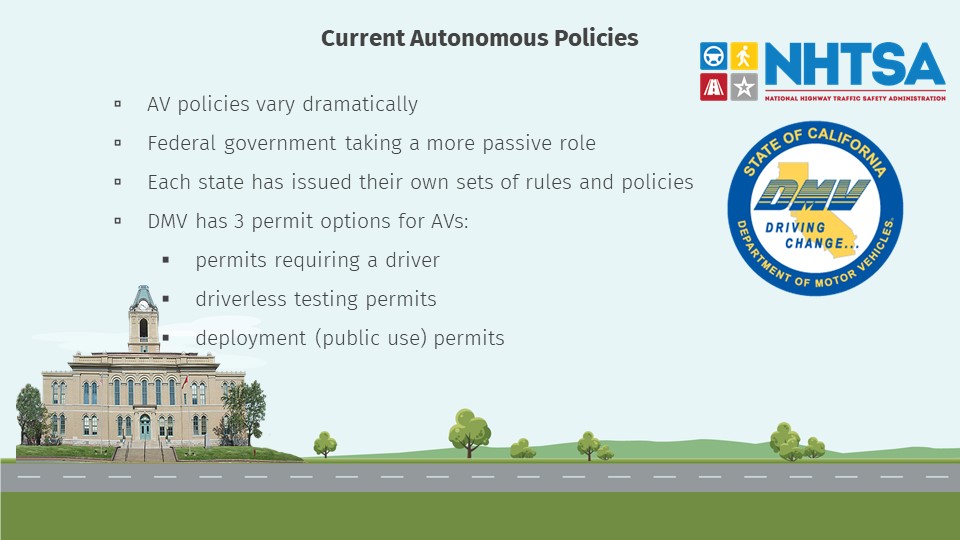 Current Autonomous Policies
NHTSA
NATIONAL HIGHWAY TRAFFIC SAFETY ADMINISTRATION
AV policies vary dramatically
Federal government taking a more passive role
Each state has issued their own sets of rules and policies
DMV has 3 permit options for AVs:
permits requiring a driver
driverless testing permits
deployment (public use) permits
STATE OF CALIFORNIA
DMV
DRIVING
CHANGE...
DEPARTMENT OF MOTOR VEHICLES.